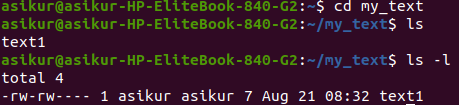 asikur@asikur-HP-EliteBook-840-G2:~$ cd my_text
asikur@asikur-HP-EliteBook-840-G2:~/my_text$ ls
text1
asikur@asikur-HP-EliteBook-840-G2:~/my_text$ ls -l
total 4
-rw-rw---- 1 asikur asikur 7 Aug 21 08:32 text1